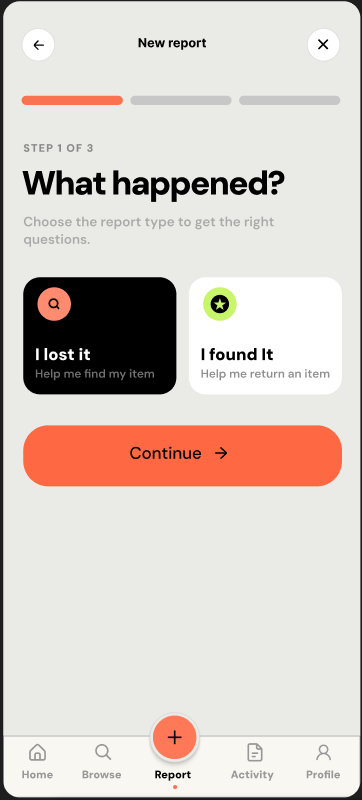 New report
STEP 1 OF 3
What happened?
Choose the report type to get the right
questions.
I lost it
Help me find my item
I found It
Help me return an item
Continue
Home
Browse
Report
Activity
Profile